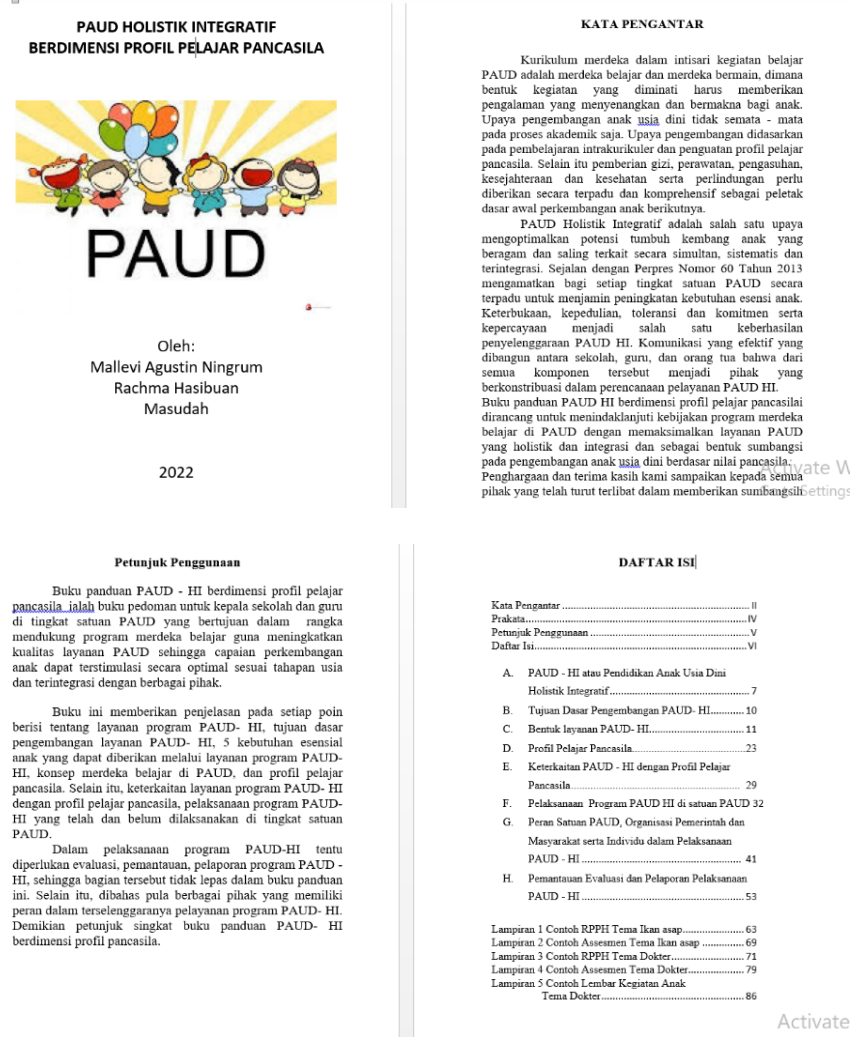 PAUD HOLISTIK INTEGRATIF
BERDIMENSI PROFIL PELAJAR PANCASILA
PAUD
Oleh:
Mallevi Agustin Ningrum
Rachma Hasibuan
Masudah
2022
KATA PENGANTAR
Kurikulum merdeka dalam intisari kegiatan belajar
PAUD adalah merdeka belajar dan merdeka bermain, dimana
bentuk kegiatan yang diminati harus memberikan
pengalaman yang menyenangkan dan bermakna bagi anak.
Upaya pengembangan anak usia dini tidak semata - mata
pada proses akademik saja. Upaya pengembangan didasarkan
pada pembelajaran intrakurikuler dan penguatan profil pelajar
pancasila. Selain itu pemberian gizi, perawatan, pengasuhan,
kesejahteraan dan kesehatan serta perlindungan perlu
diberikan secara terpadu dan komprehensif sebagai peletak
dasar awal perkembangan anak berikutnya.
PAUD Holistik Integratif adalah salah satu upaya
mengoptimalkan potensi tumbuh kembang anak yang
beragam dan saling terkait secara simultan, sistematis dan
terintegrasi. Sejalan dengan Perpres Nomor 60 Tahun 2013
mengamatkan bagi setiap tingkat satuan PAUD secara
terpadu untuk menjamin peningkatan kebutuhan esensi anak.
Keterbukaan, kepedulian, toleransi dan komitmen serta
kepercayaan menjadi salah satu keberhasilan
penyelenggaraan PAUD HI. Komunikasi yang efektif yang
dibangun antara sekolah, guru, dan orang tua bahwa dari
semua komponen tersebut menjadi pihak yang
berkonstribuasi dalam perencanaan pelayanan PAUD HI.
Buku panduan PAUD HI berdimensi profil pelajar pancasilai
dirancang untuk menindaklanjuti kebijakan program merdeka
belajar di PAUD dengan memaksimalkan layanan PAUD
yang holistik dan integrasi dan sebagai bentuk sumbangsi
pada pengembangan anak usia dini berdasar nilai pancasila.
Penghargaan dan terima kasih kami sampaikan kepada semua
pihak yang telah turut terlibat dalam memberikan sumbangsih
Activate W
Settings
Petunjuk Penggunaan
Buku panduan PAUD - HI berdimensi profil pelajar
pancasila ialah buku pedoman untuk kepala sekolah dan guru
di tingkat satuan PAUD yang bertujuan dalam rangka
mendukung program merdeka belajar guna meningkatkan
kualitas layanan PAUD sehingga capaian perkembangan
anak dapat terstimulasi secara optimal sesuai tahapan usia
dan terintegrasi dengan berbagai pihak.
Buku ini memberikan penjelasan pada setiap poin
berisi tentang layanan program PAUD- HI, tujuan dasar
pengembangan layanan PAUD- HI, 5 kebutuhan esensial
anak yang dapat diberikan melalui layanan program PAUD-
HI, konsep merdeka belajar di PAUD, dan profil pelajar
pancasila. Selain itu, keterkaitan layanan program PAUD- HI
dengan profil pelajar pancasila, pelaksanaan program PAUD-
HI yang telah dan belum dilaksanakan di tingkat satuan
PAUD.
Dalam pelaksanaan program PAUD-HI tentu
diperlukan evaluasi, pemantauan, pelaporan program PAUD -
HI, sehingga bagian tersebut tidak lepas dalam buku panduan
ini. Selain itu, dibahas pula berbagai pihak yang memiliki
peran dalam terselenggaranya pelayanan program PAUD- HI.
Demikian petunjuk singkat buku panduan PAUD- HI
berdimensi profil pancasila.
DAFTAR ISI
Kata Pengantar ........ II
Prakata........ IV
Petunjuk Penggunaan ........ V
Daftar Isi........ VI
A. PAUD - HI atau Pendidikan Anak Usia Dini
Holistik Integratif........ 7
B. Tujuan Dasar Pengembangan PAUD- HI........ 10
C. Bentuk layanan PAUD- HI........ 11
D. Profil Pelajar Pancasila........23
E. Keterkaitan PAUD - HI dengan Profil Pelajar
Pancasila........ 29
F. Pelaksanaan Program PAUD HI di satuan PAUD 32
G. Peran Satuan PAUD, Organisasi Pemerintah dan
Masyarakat serta Individu dalam Pelaksanaan
PAUD - HI ........ 41
H. Pemantauan Evaluasi dan Pelaporan Pelaksanaan
PAUD - HI ........ 53
Lampiran 1 Contoh RPPH Tema Ikan asap........ 63
Lampiran 2 Contoh Assesmen Tema Ikan asap ........ 69
Lampiran 3 Contoh RPPH Tema Dokter........ 71
Lampiran 4 Contoh Assesmen Tema Dokter........ 79
Lampiran 5 Contoh Lembar Kegiatan Anak
Tema Dokter........ 86
Activate